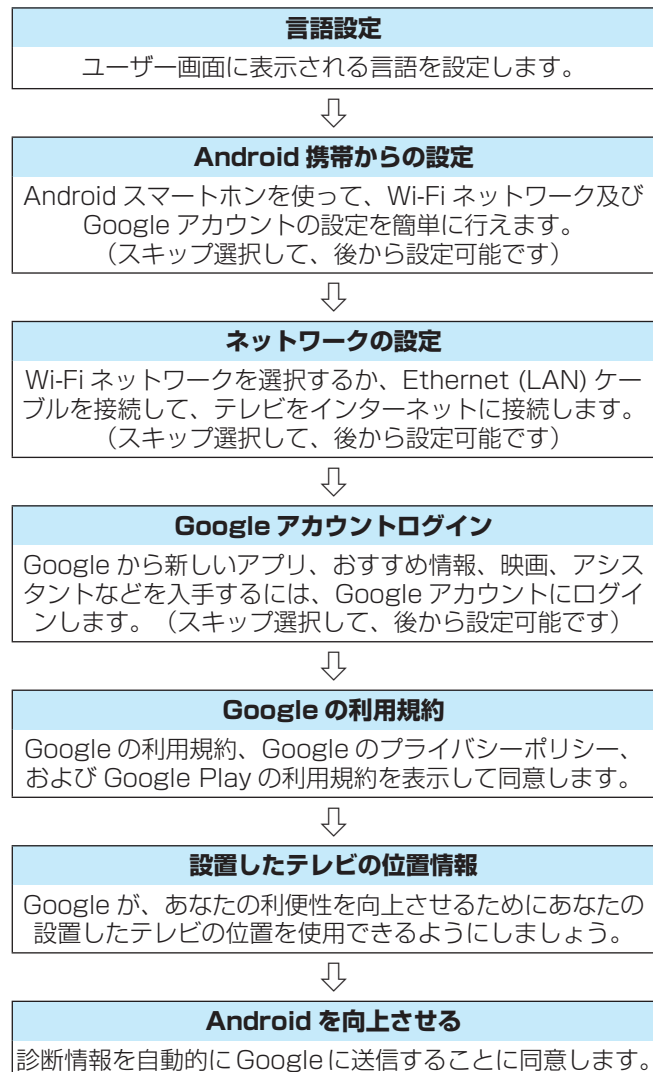 言語設定
ユーザー画面に表示される言語を設定します。
⇩
Android 携帯からの設定
Android スマートホンを使って、Wi-Fi ネットワーク及び
Google アカウントの設定を簡単に行えます。
（スキップ選択して、後から設定可能です）
⇩
ネットワークの設定
Wi-Fi ネットワークを選択するか、Ethernet (LAN) ケー
ブルを接続して、テレビをインターネットに接続します。
（スキップ選択して、後から設定可能です）
⇩
Google アカウントログイン
Google から新しいアプリ、おすすめ情報、映画、アシス
タントなどを入手するには、Google アカウントにログイ
ンします。（スキップ選択して、後から設定可能です）
⇩
Google の利用規約
Google の利用規約、Google のプライバシーポリシー、
および Google Play の利用規約を表示して同意します。
⇩
設置したテレビの位置情報
Google が、あなたの利便性を向上させるためにあなたの
設置したテレビの位置を使用できるようにしましょう。
⇩
Android を向上させる
診断情報を自動的に Google に送信することに同意します。